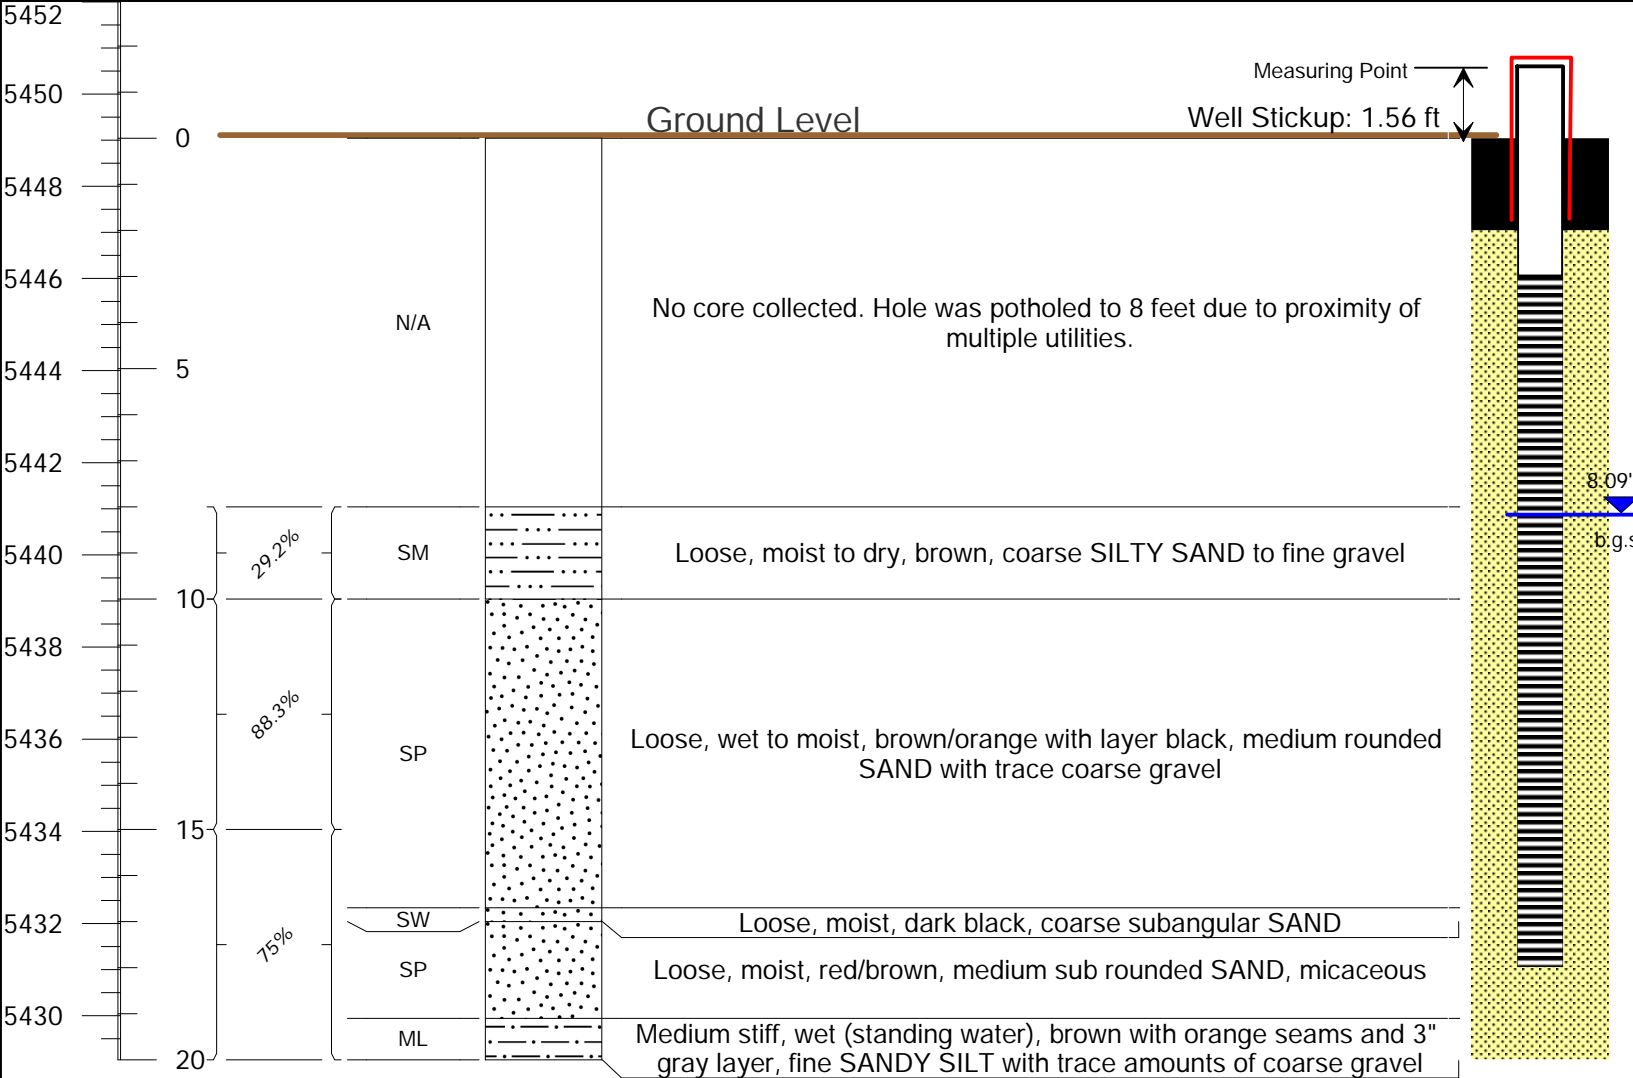 5452
Measuring Point
5450
Ground Level
Well Stickup: 1.56 ft
0
5448
5446
No core collected. Hole was potholed to 8 feet due to proximity of
multiple utilities.
N/A
5444
5
5442
8.09'
29.2%
SM
Loose, moist to dry, brown, coarse SILTY SAND to fine gravel
5440
b.g.s
10
5438
88.3%
5436
SP
Loose, wet to moist, brown/orange with layer black, medium rounded
SAND with trace coarse gravel
5434
15
5432
SW
Loose, moist, dark black, coarse subangular SAND
75%
SP
Loose, moist, red/brown, medium sub rounded SAND, micaceous
5430
ML
Medium stiff, wet (standing water), brown with orange seams and 3"
gray layer, fine SANDY SILT with trace amounts of coarse gravel
20